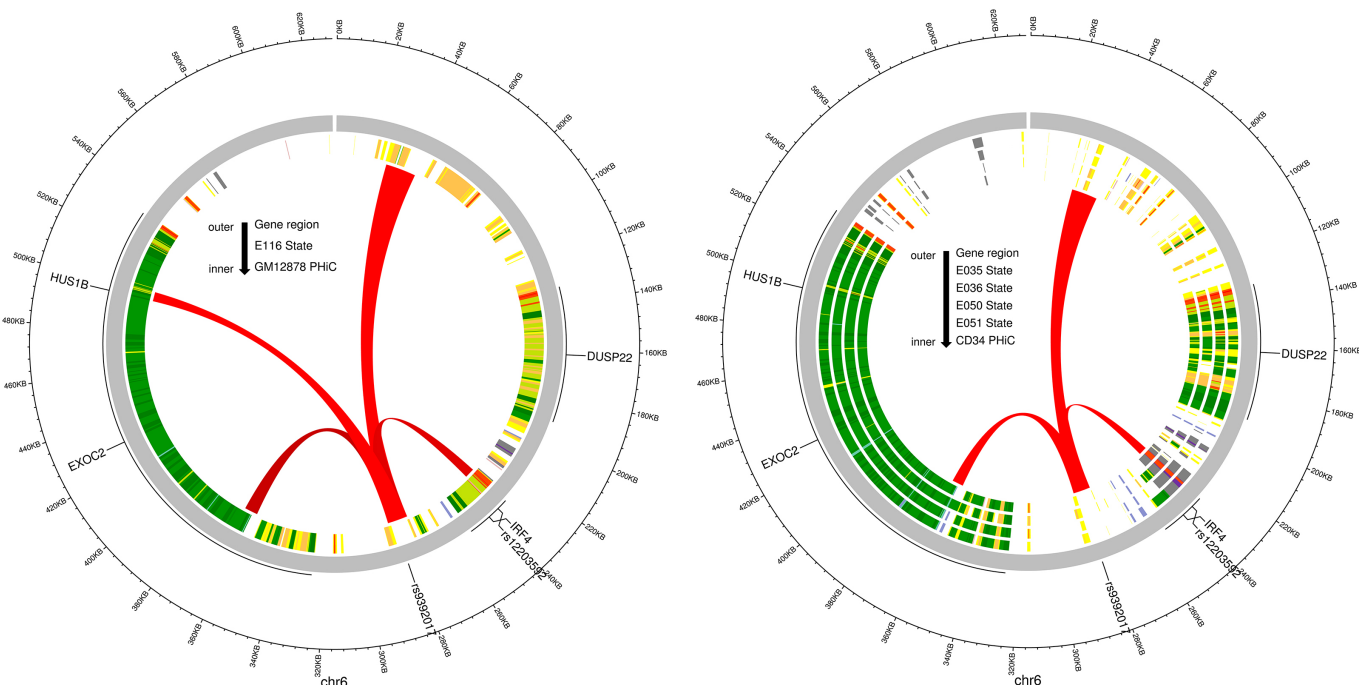 0KB
20KB
40KB
60KB
80KB
100KB
120KB
140KB
160KB
180KB
200KB
220KB
240KB
260KB
280KB
300KB
320KB
340KB
360KB
380KB
400KB
420KB
440KB
460KB
480KB
500KB
520KB
540KB
560KB
580KB
600KB
620KB
HUS1B
EXOC2
DUSP22
IRF4
rs12203592
rs9392017
outer
Gene region
E116 State
inner
GM12878 PHiC
chr6
0KB
20KB
40KB
60KB
80KB
100KB
120KB
140KB
160KB
180KB
200KB
220KB
240KB
260KB
280KB
300KB
320KB
340KB
360KB
380KB
400KB
420KB
440KB
460KB
480KB
500KB
520KB
540KB
560KB
580KB
600KB
620KB
HUS1B
EXOC2
DUSP22
IRF4
rs12203592
rs9392017
outer
Gene region
E035 State
E036 State
E050 State
E051 State
inner
CD34 PHiC
chr6